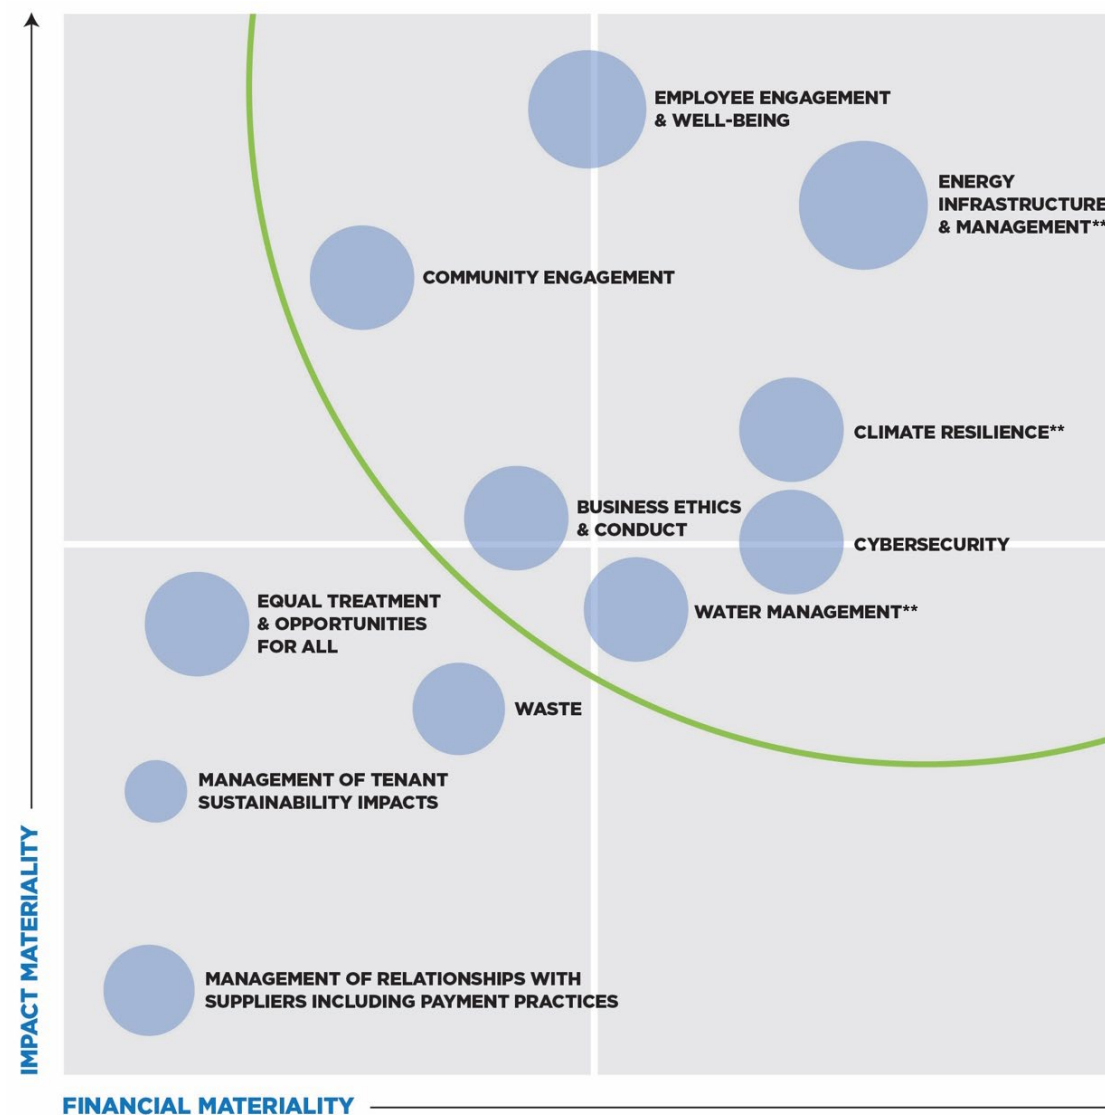 EMPLOYEE ENGAGEMENT
& WELL-BEING
ENERGY
INFRASTRUCTURE
& MANAGEMENT**
COMMUNITY ENGAGEMENT
CLIMATE RESILIENCE**
BUSINESS ETHICS
& CONDUCT
CYBERSECURITY
EQUAL TREATMENT
& OPPORTUNITIES
FOR ALL
WATER MANAGEMENT**
WASTE
MANAGEMENT OF TENANT
SUSTAINABILITY IMPACTS
MANAGEMENT OF RELATIONSHIPS WITH
SUPPLIERS INCLUDING PAYMENT PRACTICES
IMPACT MATERIALITY
FINANCIAL MATERIALITY